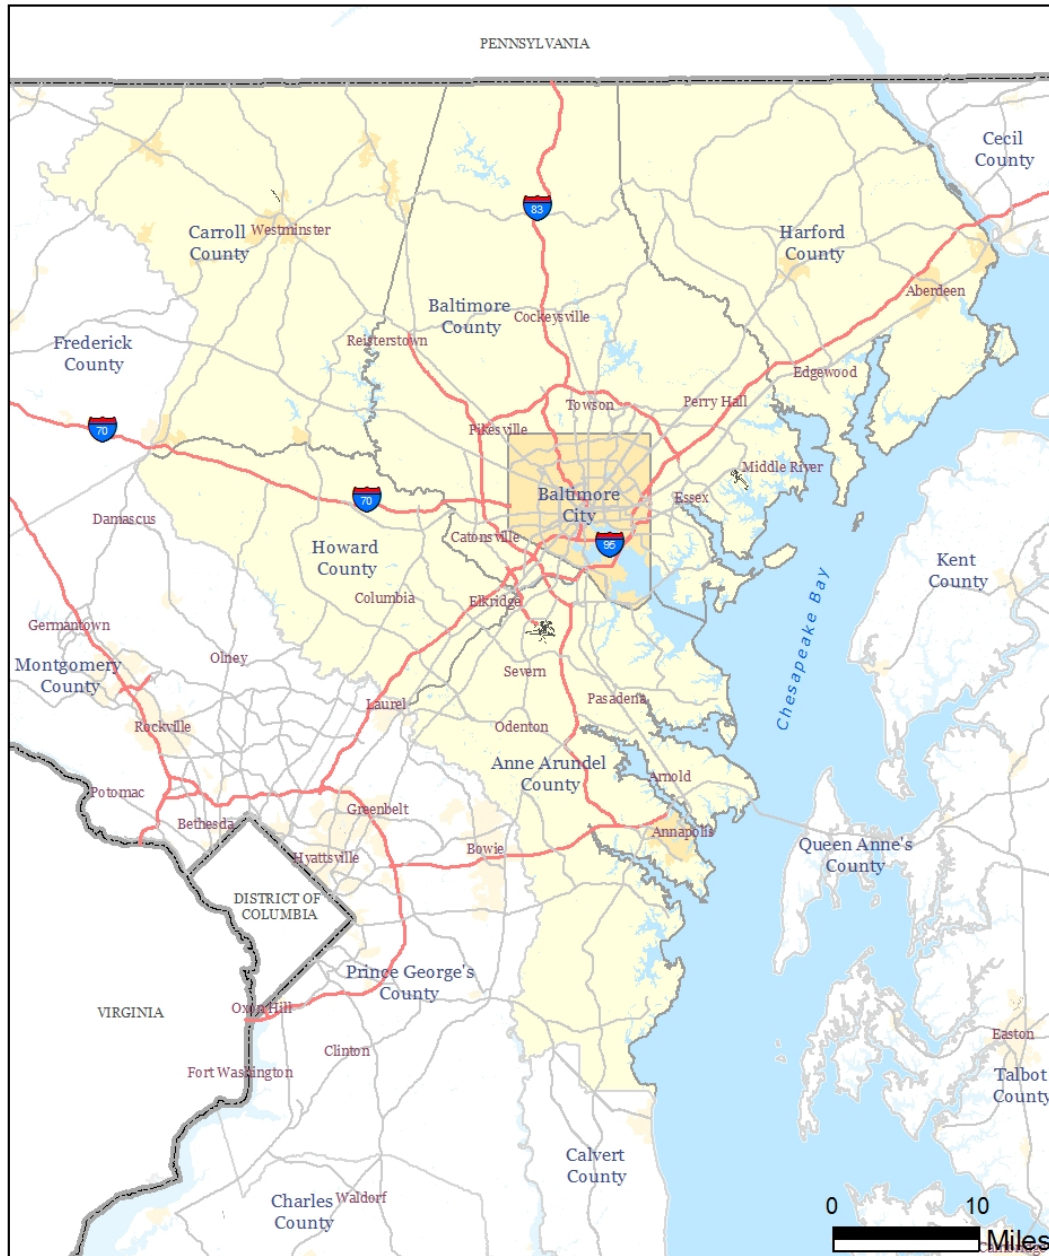 PENNSYLVANIA
Cecil
County
83
Carroll
County
Westminster
Harford
County
Aberdeen
Baltimore
County
Cockeysville
Reisterstown
Frederick
County
Edgewood
Towson
Perry Hall
70
Pikesville
Middle River
70
Baltimore
City
Essex
Damascus
Catonsville
95
Howard
County
Kent
County
Columbia
Elkridge
Chesapeake Bay
Germantown
Olney
Montgomery
County
Severn
Laurel
Pasadena
Rockville
Odenton
Anne Arundel
County
Arnold
Potomac
Greenbelt
Bethesda
Annapolis
Hyattsville
Bowie
Queen Anne's
County
DISTRICT OF
COLUMBIA
Prince George's
County
VIRGINIA
Oxon Hill
Easton
Clinton
Fort Washington
Talbot
County
Calvert
County
Charles
County
Waldorf
0 10
Miles